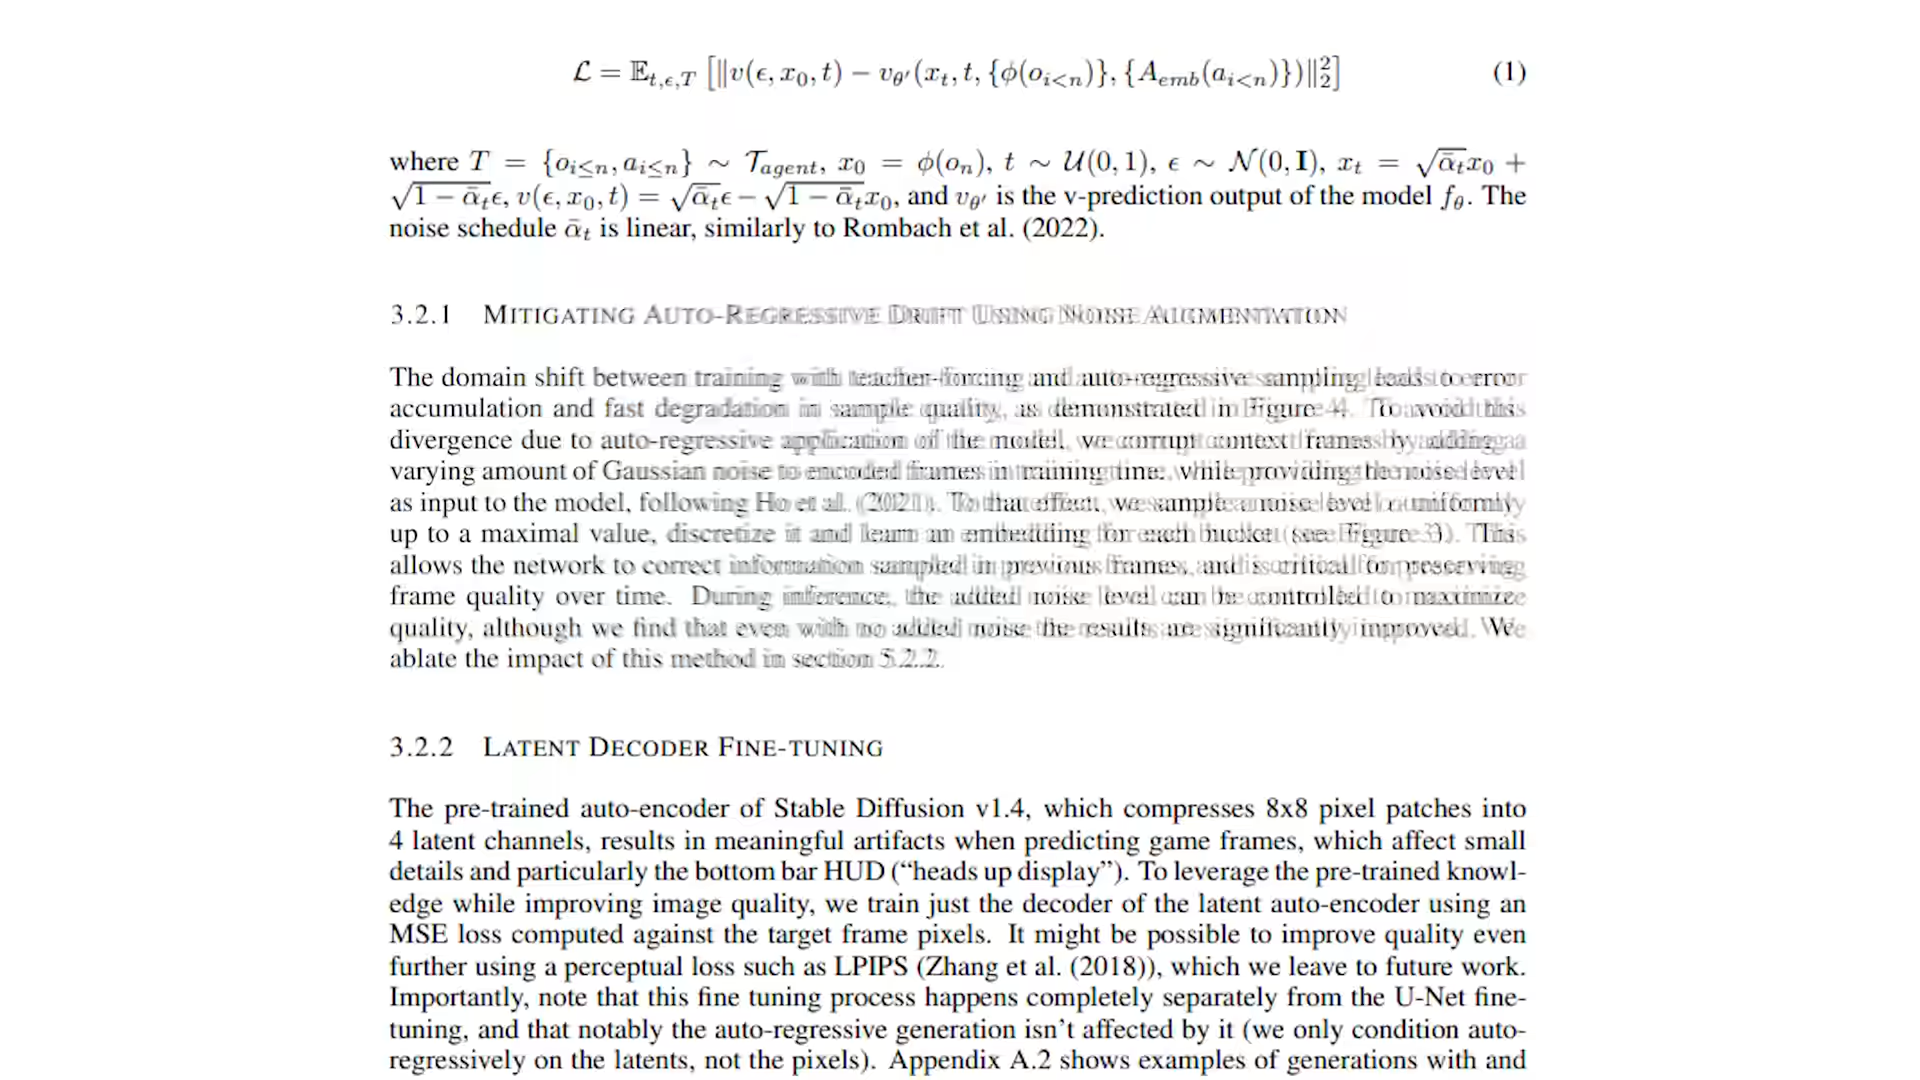 ℒ = 𝔼_{t,ϵ,T} [‖v(ϵ, x_0, t) − v_{θ′}(x_t, t, {ϕ(o_{i<n})}, {A_{emb}(a_{i<n})})‖_2^2] (1)
where T = {o_{i≤n}, a_{i≤n}} ∼ 𝒯_{agent}, x_0 = ϕ(o_n), t ∼ 𝒰(0, 1), ϵ ∼ 𝒩(0, I), x_t = √ᾱ_t x_0 +
√1 − ᾱ_t ϵ, v(ϵ, x_0, t) = √ᾱ_t ϵ − √1 − ᾱ_t x_0, and v_{θ′} is the v-prediction output of the model f_θ. The
noise schedule ᾱ_t is linear, similarly to Rombach et al. (2022).
3.2.1 MITIGATING AUTO-REGRESSIVE DRIFT USING NOISE AUGMENTATION
The domain shift between training with teacher-forcing and auto-regressive sampling leads to error
accumulation and fast degradation in sample quality, as demonstrated in Figure 4. To avoid this
divergence due to auto-regressive application of the model, we corrupt context frames by adding a
varying amount of Gaussian noise to encoded frames in training time, while providing the noise level
as input to the model, following Ho et al. (2021). To that effect, we sample a noise level α uniformly
up to a maximal value, discretize it and learn an embedding for each bucket (see Figure 3). This
allows the network to correct information sampled in previous frames, and is critical for preserving
frame quality over time. During inference, the added noise level can be controlled to maximize
quality, although we find that even with no added noise the results are significantly improved. We
ablate the impact of this method in section 5.2.2.
3.2.2 LATENT DECODER FINE-TUNING
The pre-trained auto-encoder of Stable Diffusion v1.4, which compresses 8x8 pixel patches into
4 latent channels, results in meaningful artifacts when predicting game frames, which affect small
details and particularly the bottom bar HUD (“heads up display”). To leverage the pre-trained knowl-
edge while improving image quality, we train just the decoder of the latent auto-encoder using an
MSE loss computed against the target frame pixels. It might be possible to improve quality even
further using a perceptual loss such as LPIPS (Zhang et al. (2018)), which we leave to future work.
Importantly, note that this fine tuning process happens completely separately from the U-Net fine-
tuning, and that notably the auto-regressive generation isn’t affected by it (we only condition auto-
regressively on the latents, not the pixels). Appendix A.2 shows examples of generations with and